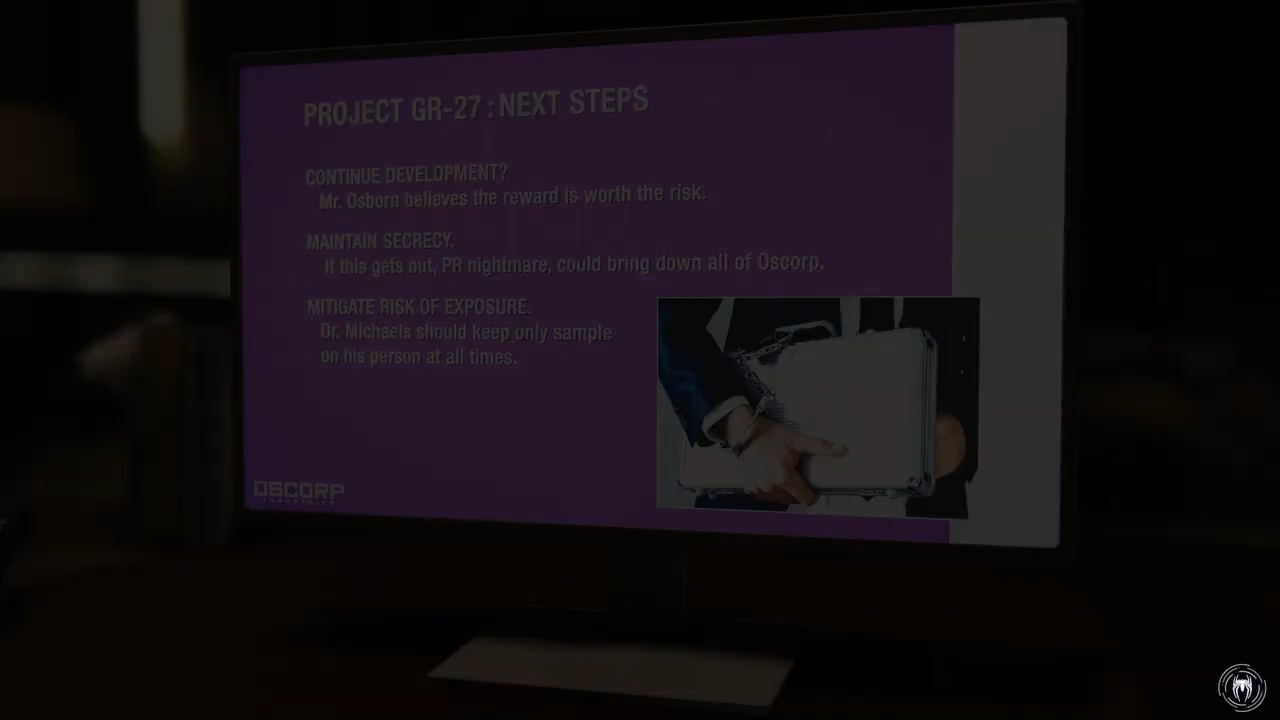 PROJECT GR-27 : NEXT STEPS
CONTINUE DEVELOPMENT?
Mr. Osborn believes the reward is worth the risk.
MAINTAIN SECRECY.
If this gets out, PR nightmare, could bring down all of Oscorp.
MITIGATE RISK OF EXPOSURE.
Dr. Michaels should keep only sample
on his person at all times.
OSCORP
INDUSTRIES